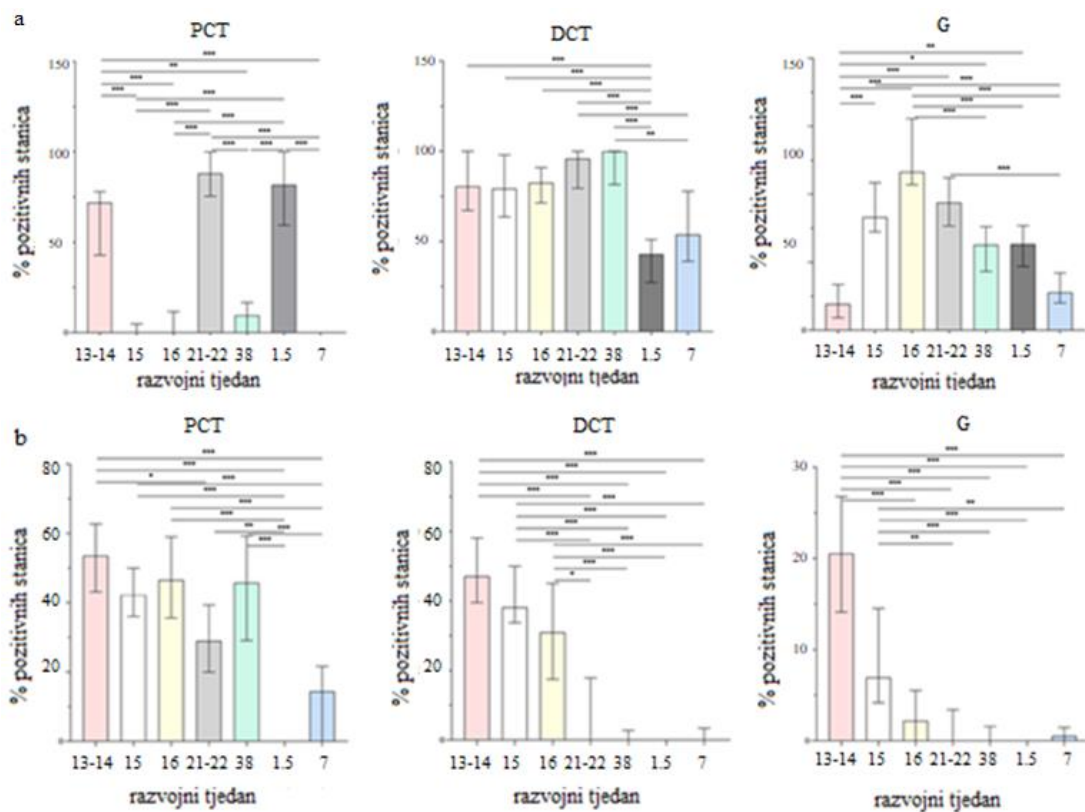 a
PCT
DCT
G
150
100
50
0
% pozitivnih stanica
13-14 15 16 21-22 38 1.5 7
razvojni tjedan
150
100
50
0
% pozitivnih stanica
13-14 15 16 21-22 38 1.5 7
razvojni tjedan
150
100
50
0
% pozitivnih stanica
13-14 15 16 21-22 38 1.5 7
razvojni tjedan
b
PCT
DCT
G
80
60
40
20
0
% pozitivnih stanica
13-14 15 16 21-22 38 1.5 7
razvojni tjedan
80
60
40
20
0
% pozitivnih stanica
13-14 15 16 21-22 38 1.5 7
razvojni tjedan
30
20
10
0
% pozitivnih stanica
13-14 15 16 21-22 38 1.5 7
razvojni tjedan